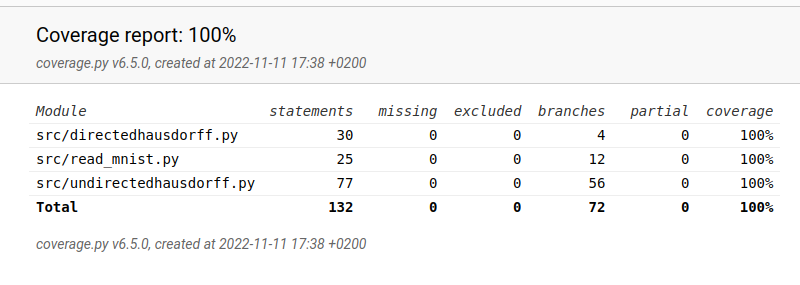 Coverage report: 100%
coverage.py v6.5.0, created at 2022-11-11 17:38 +0200
Module statements missing excluded branches partial coverage
src/directedhausdorff.py 30 0 0 4 0 100%
src/read_mnist.py 25 0 0 12 0 100%
src/undirectedhausdorff.py 77 0 0 56 0 100%
Total 132 0 0 72 0 100%
coverage.py v6.5.0, created at 2022-11-11 17:38 +0200